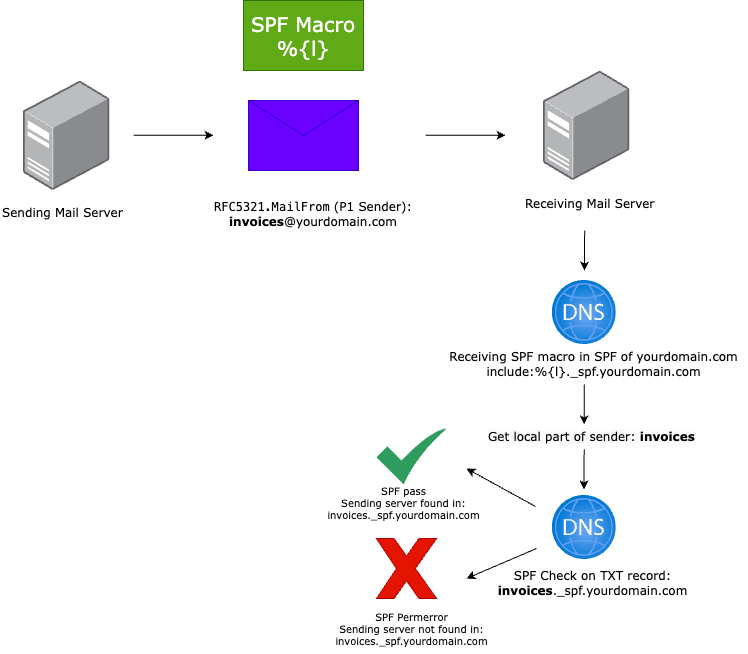 SPF Macro
%{l}
Sending Mail Server
RFC5321.MailFrom (P1 Sender):
invoices@yourdomain.com
Receiving Mail Server
DNS
Receiving SPF macro in SPF of yourdomain.com
include:%{l}._spf.yourdomain.com
Get local part of sender: invoices
DNS
SPF Check on TXT record:
invoices._spf.yourdomain.com
SPF pass
Sending server found in:
invoices._spf.yourdomain.com
SPF Permerror
Sending server not found in:
invoices._spf.yourdomain.com